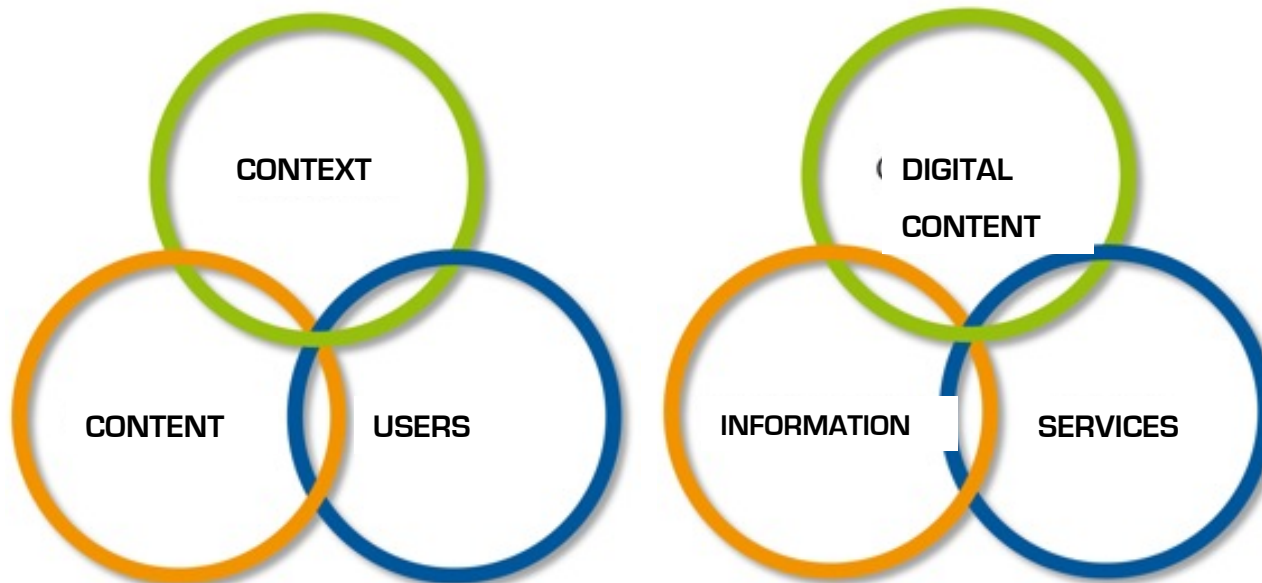 CONTEXT
CONTENT
USERS
DIGITAL
CONTENT
INFORMATION
SERVICES